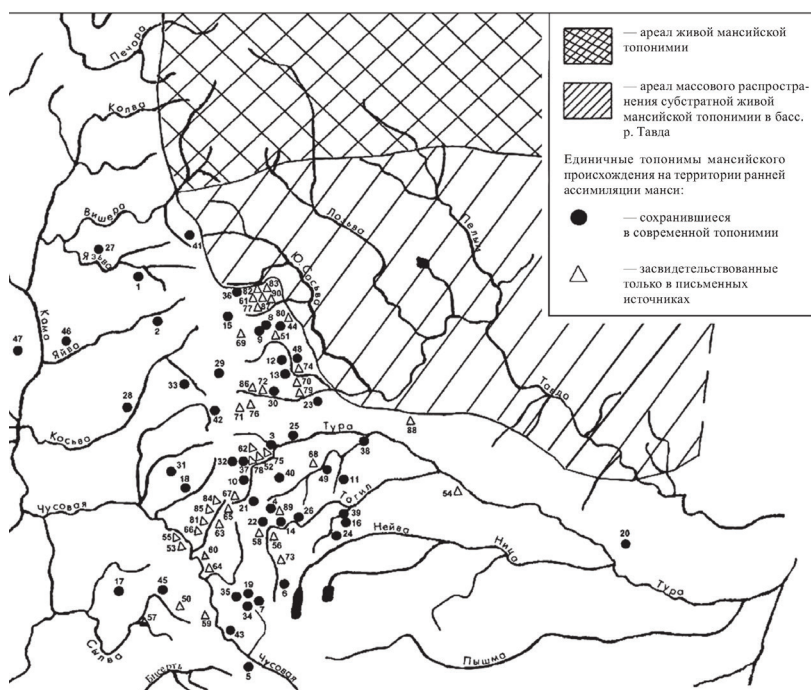 — ареал живой мансийской
топонимии
— ареал массового распростра-
нения субстратной живой
мансийской топонимии в басс.
р. Тавда
Единичные топонимы мансийского
происхождения на территории ранней
ассимиляции манси:
— сохранившиеся
в современной топонимии
— засвидетельствованные
только в письменных
источниках
Печора
Колва
Вишера
27
Язьва
1
41
Лозьва
Пелым
Ю. Сосьва
Кама
47
46
Яйва
2
36
82
83
61
90
77
87
15
80
8
44
9
69
51
12
48
13
74
29
33
86
72
70
79
30
23
28
42
71
76
Косьва
Тура
25
3
38
88
Тавда
62
52
75
32
37
78
68
31
18
10
40
49
11
Чусовая
84
67
85
21
65
4
89
26
Тагил
39
54
81
66
63
22
14
16
24
Нейва
20
55
53
58
56
60
64
73
Ница
Тура
17
45
50
57
59
35
19
7
34
6
43
Сылва
Чусовая
Бисерть
5
Пышма